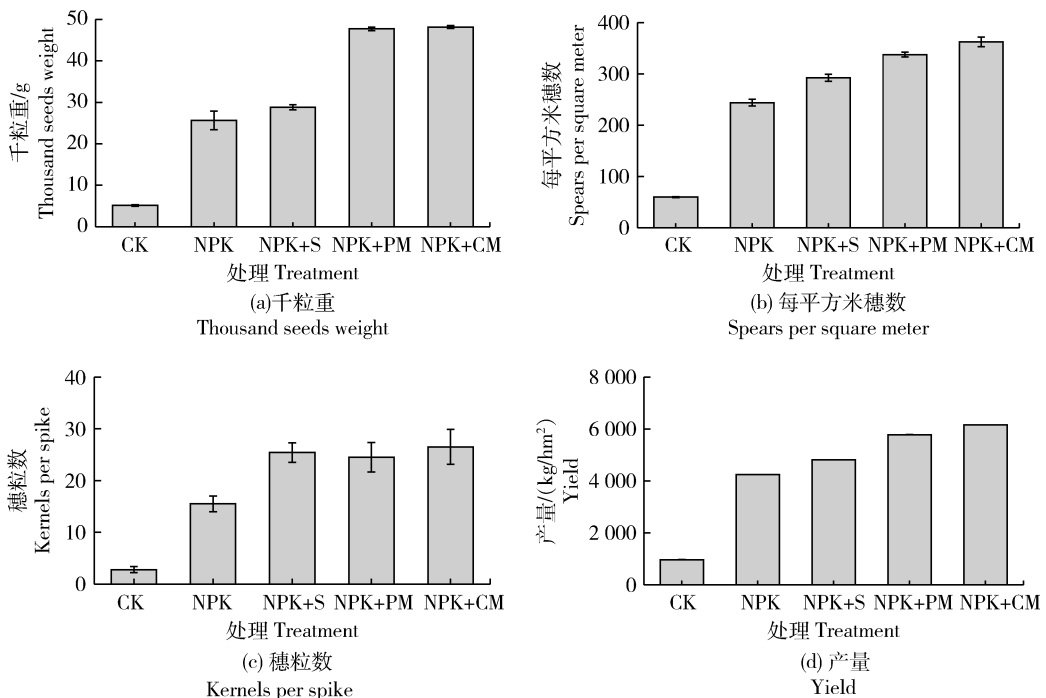 千粒重/g
Thousand seeds weight
50
40
30
20
10
0
CK NPK NPK+S NPK+PM NPK+CM
处理 Treatment
(a)千粒重
Thousand seeds weight
每平方米穗数
Spears per square meter
400
300
200
100
0
CK NPK NPK+S NPK+PM NPK+CM
处理 Treatment
(b) 每平方米穗数
Spears per square meter
穗粒数
Kernels per spike
40
30
20
10
0
CK NPK NPK+S NPK+PM NPK+CM
处理 Treatment
(c) 穗粒数
Kernels per spike
产量/(kg/hm²)
Yield
8 000
6 000
4 000
2 000
0
CK NPK NPK+S NPK+PM NPK+CM
处理 Treatment
(d) 产量
Yield